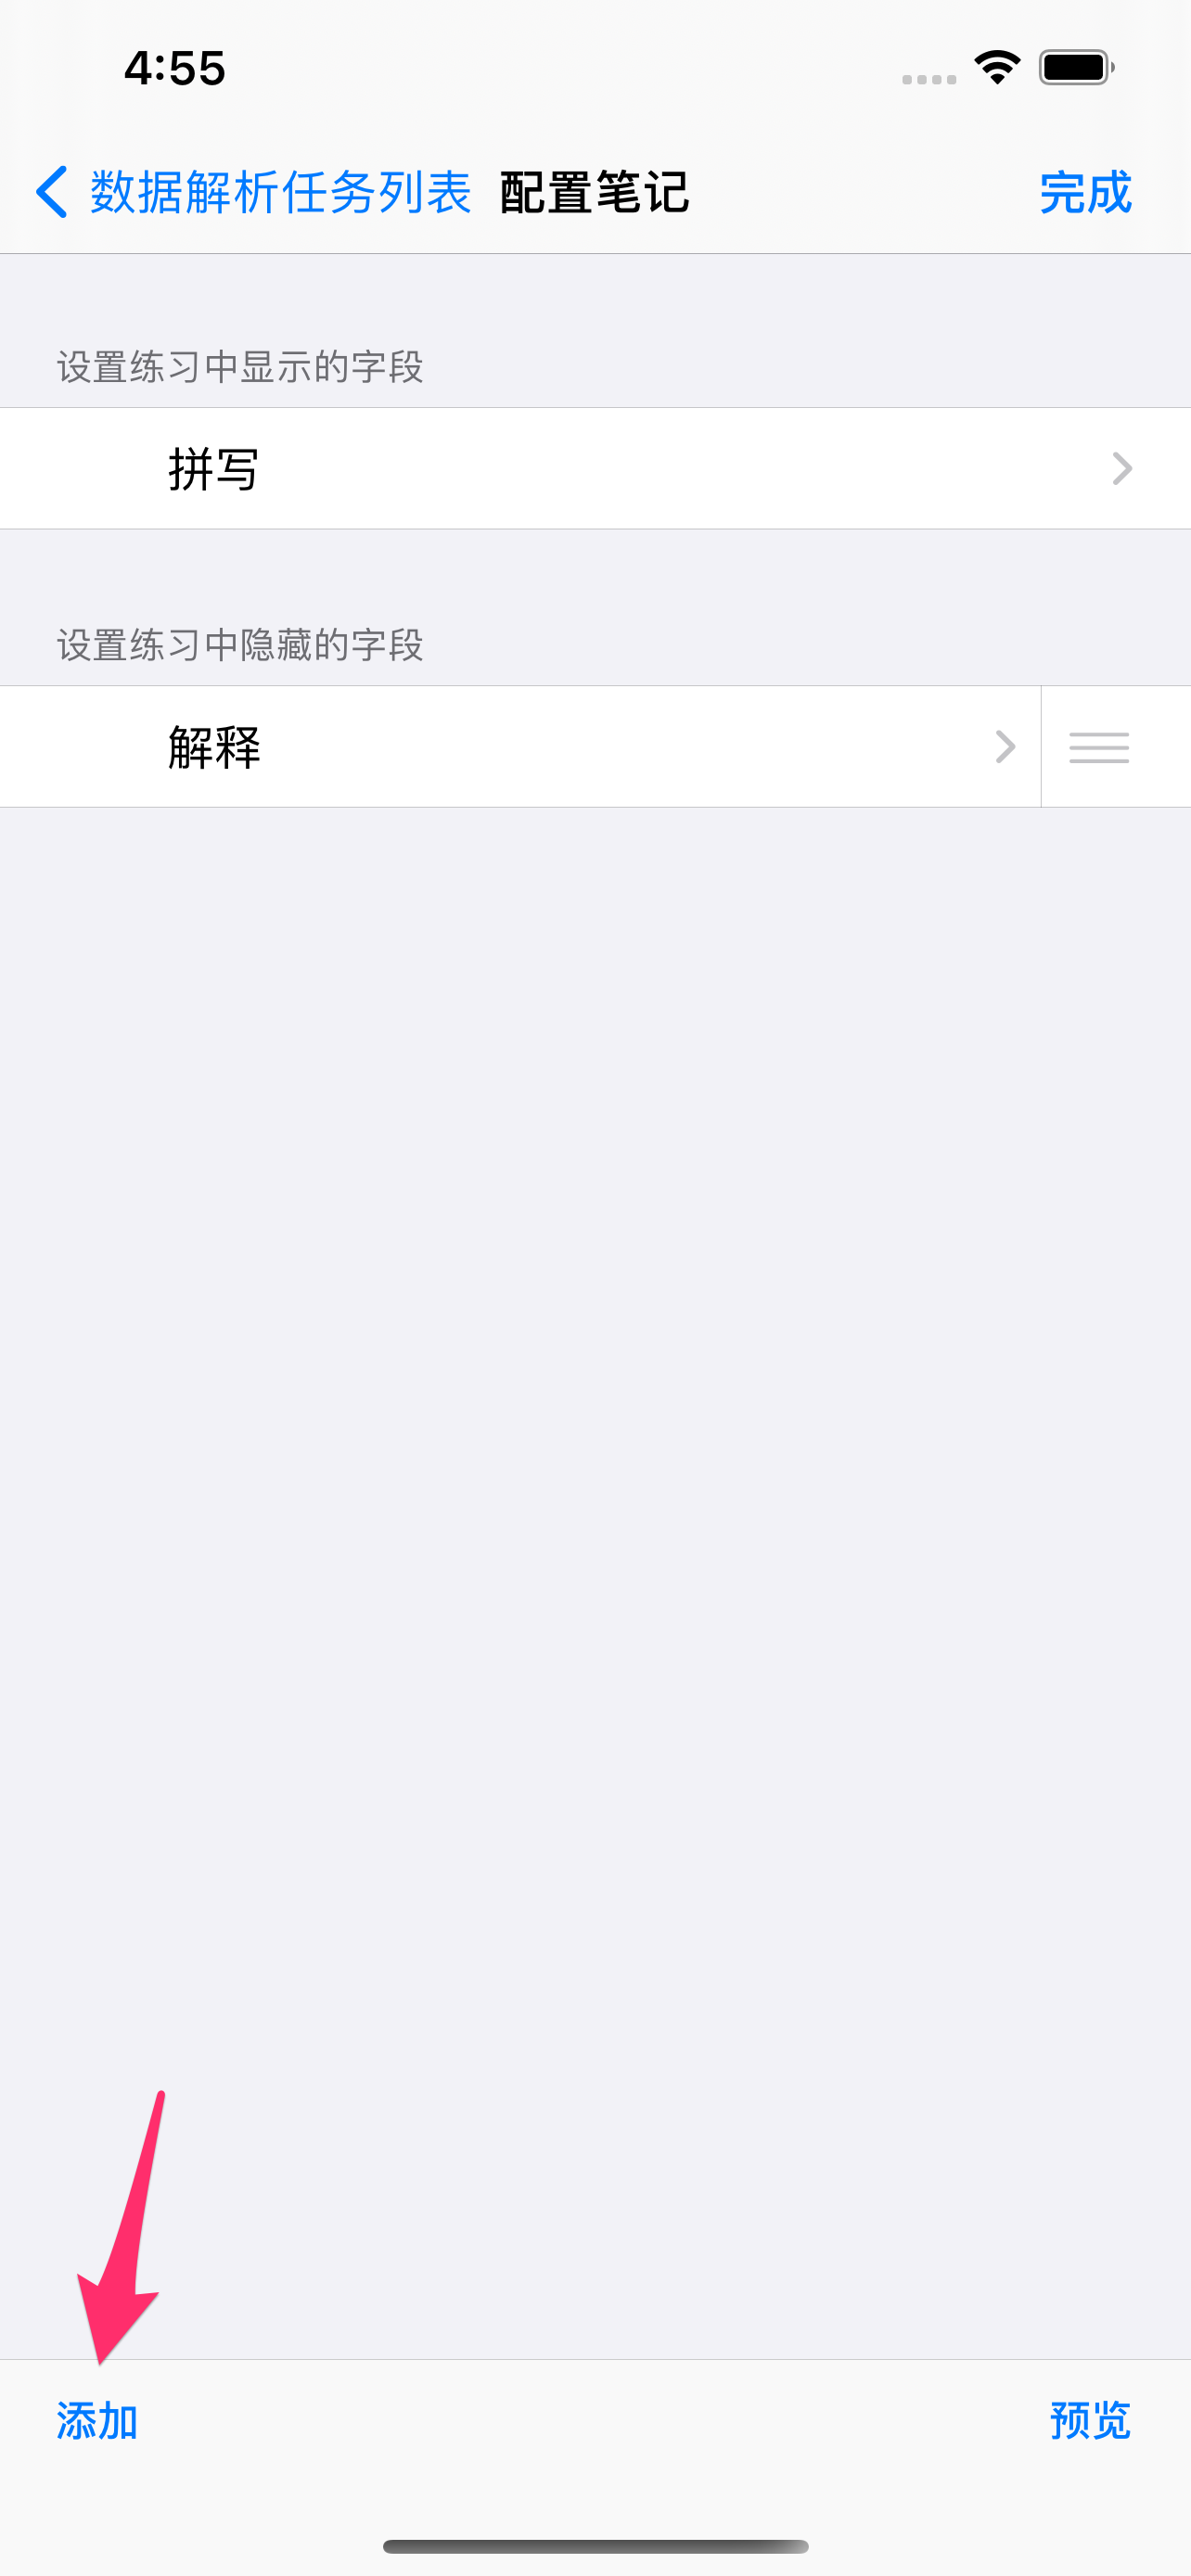 4:55
数据解析任务列表 配置笔记 完成
设置练习中显示的字段
拼写
设置练习中隐藏的字段
解释
添加 预览